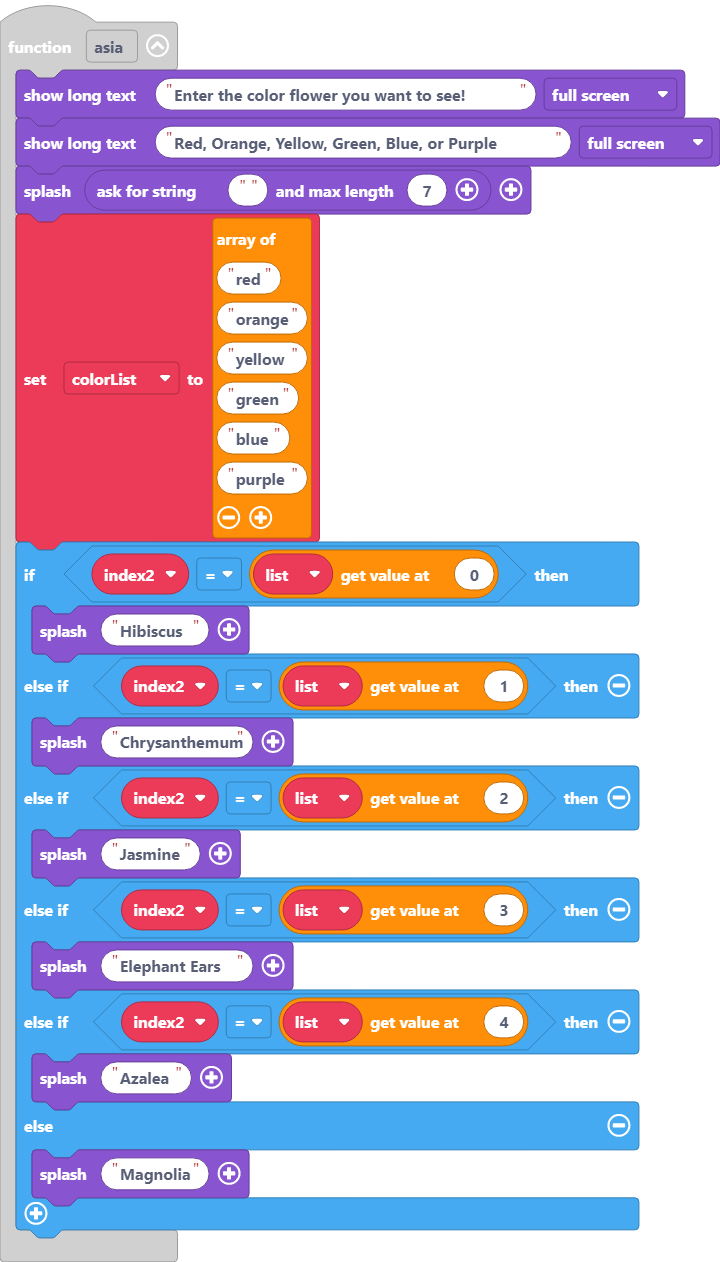 function asia
show long text "Enter the color flower you want to see!" full screen
show long text "Red, Orange, Yellow, Green, Blue, or Purple" full screen
splash ask for string "" and max length 7
array of
"red"
"orange"
"yellow"
set colorList to
"green"
"blue"
"purple"
if index2 = list get value at 0 then
splash "Hibiscus"
else if index2 = list get value at 1 then
splash "Chrysanthemum"
else if index2 = list get value at 2 then
splash "Jasmine"
else if index2 = list get value at 3 then
splash "Elephant Ears"
else if index2 = list get value at 4 then
splash "Azalea"
else
splash "Magnolia"